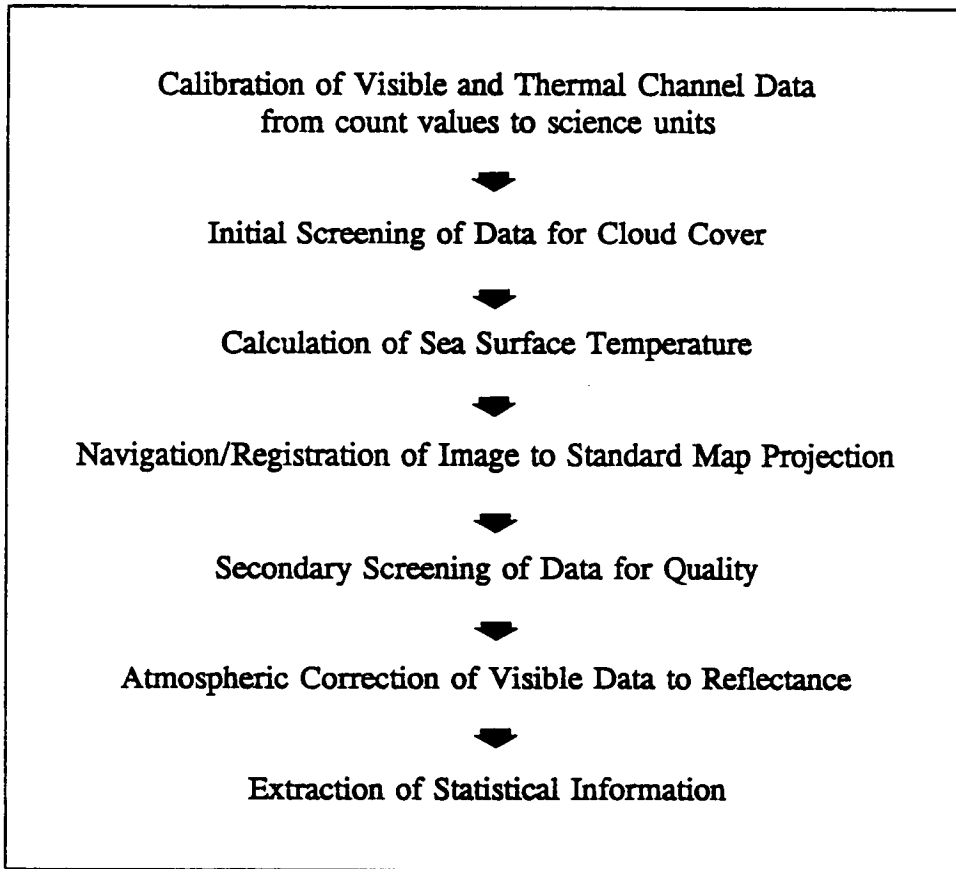 Calibration of Visible and Thermal Channel Data
from count values to science units
Initial Screening of Data for Cloud Cover
Calculation of Sea Surface Temperature
Navigation/Registration of Image to Standard Map Projection
Secondary Screening of Data for Quality
Atmospheric Correction of Visible Data to Reflectance
Extraction of Statistical Information